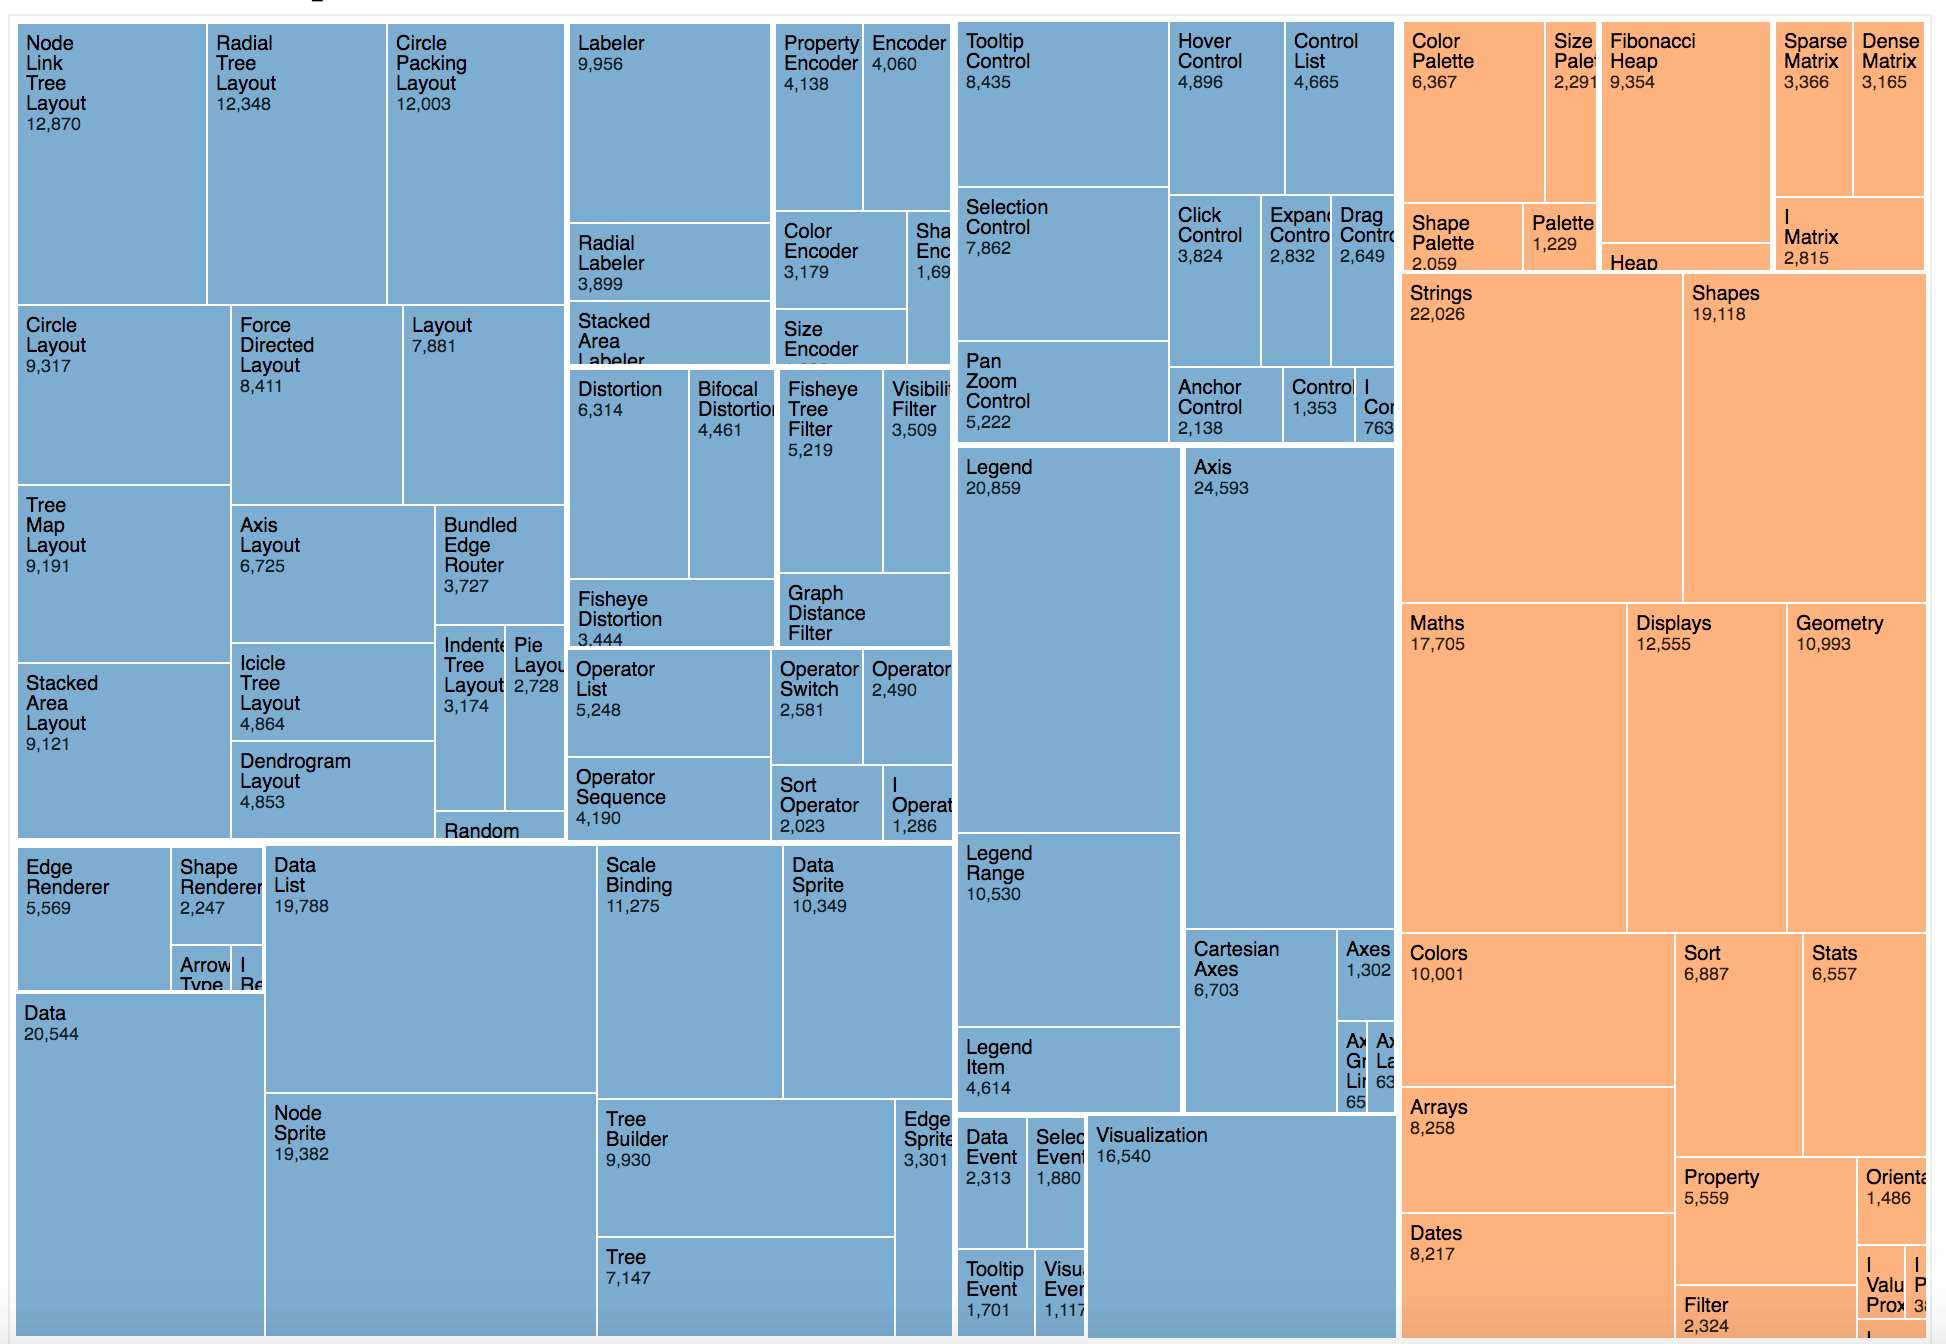 Node
Link
Tree
Layout
12,870
Radial
Tree
Layout
12,348
Circle
Packing
Layout
12,003
Circle
Layout
9,317
Force
Directed
Layout
8,411
Layout
7,881
Tree
Map
Layout
9,191
Axis
Layout
6,725
Bundled
Edge
Router
3,727
Stacked
Area
Layout
9,121
Icicle
Tree
Layout
4,864
Dendrogram
Layout
4,853
Indente
Tree
Layout
3,174
Pie
Layou
2,728
Random
Labeler
9,956
Radial
Labeler
3,899
Stacked
Area
Labeler
Property
Encoder
4,138
Encoder
4,060
Color
Encoder
3,179
Sha
Enc
1,69
Size
Encoder
Distortion
6,314
Bifocal
Distortio
4,461
Fisheye
Distortion
3,444
Fisheye
Tree
Filter
5,219
Visibili
Filter
3,509
Graph
Distance
Filter
Operator
List
5,248
Operator
Sequence
4,190
Operator
Switch
2,581
Operator
2,490
Sort
Operator
2,023
I
Operat
1,286
Edge
Renderer
5,569
Shape
Renderer
2,247
Arrow
Type
I
Re
Data
20,544
Data
List
19,788
Node
Sprite
19,382
Scale
Binding
11,275
Data
Sprite
10,349
Tree
Builder
9,930
Edge
Sprite
3,301
Tree
7,147
Tooltip
Control
8,435
Selection
Control
7,862
Pan
Zoom
Control
5,222
Hover
Control
4,896
Control
List
4,665
Click
Control
3,824
Expan
Contro
2,832
Drag
Contro
2,649
Anchor
Control
2,138
Control
1,353
I
Cor
763
Legend
20,859
Legend
Range
10,530
Legend
Item
4,614
Axis
24,593
Cartesian
Axes
6,703
Axes
1,302
Ax
Gr
Lir
65
Ax
La
63
Data
Event
2,313
Selec
Event
1,880
Tooltip
Event
1,701
Visu
Ever
1,117
Visualization
16,540
Color
Palette
6,367
Size
Palet
2,291
Shape
Palette
2,059
Palette
1,229
Fibonacci
Heap
9,354
Heap
Sparse
Matrix
3,366
Dense
Matrix
3,165
I
Matrix
2,815
Strings
22,026
Shapes
19,118
Maths
17,705
Displays
12,555
Geometry
10,993
Colors
10,001
Arrays
8,258
Dates
8,217
Sort
6,887
Stats
6,557
Property
5,559
Orienta
1,486
Filter
2,324
I
Valu
Prox
I
P